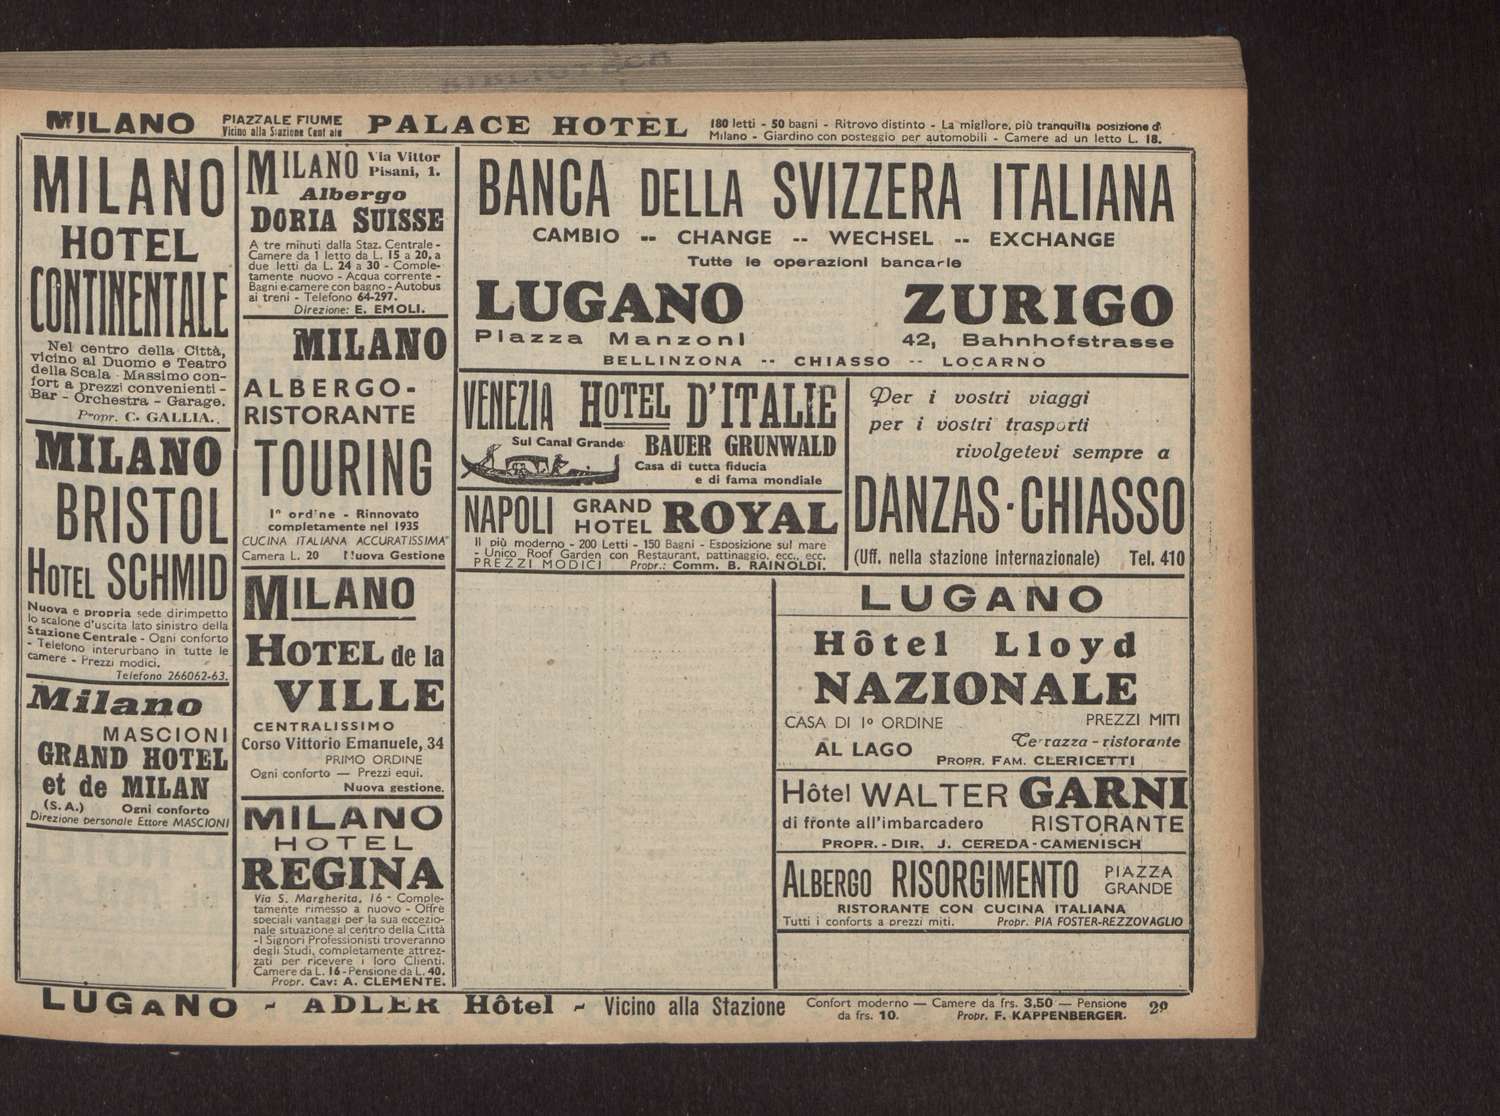 BIBLIOTECA
MILANO PIAZZALE FIUME PALACE HOTEL 180 letti - 50 bagni - Ritrovo distinto - La migliore, più tranquilla posizione di
Vicino alla Stazione Cent ale Milano - Giardino con posteggio per automobili - Camere ad un letto L. 18.
MILANO
HOTEL
CONTINENTALE
Nel centro della Città,
vicino al Duomo e Teatro
della Scala - Massimo con-
fort a prezzi convenienti -
Bar - Orchestra - Garage.
Propr. C. GALLIA.
MILANO
BRISTOL
HOTEL SCHMID
Nuova e propria sede dirimpetto
lo scalone d'uscita lato sinistro della
Stazione Centrale - Ogni conforto
- Telefono interurbano in tutte le
camere - Prezzi modici.
Telefono 266062-63.
Milano
MASCIONI
GRAND HOTEL
et de MILAN
(S. A.) Ogni conforto
Direzione personale Ettore MASCIONI
MILANO Via Vittor
Pisani, 1.
Albergo
DORIA SUISSE
A tre minuti dalla Staz. Centrale -
Camere da 1 letto da L. 15 a 20, a
due letti da L. 24 a 30 - Comple-
tamente nuovo - Acqua corrente -
Bagni e camere con bagno - Autobus
ai treni - Telefono 64-297.
Direzione: E. EMOLI.
MILANO
ALBERGO-
RISTORANTE
TOURING
1º ord'ne - Rinnovato
completamente nel 1935
CUCINA ITALIANA ACCURATISSIMA
Camera L. 20 Nuova Gestione
MILANO
HOTEL de la
VILLE
CENTRALISSIMO
Corso Vittorio Emanuele, 34
PRIMO ORDINE
Ogni conforto — Prezzi equi.
Nuova gestione.
MILANO
HOTEL
REGINA
Via S. Margherita, 16 - Comple-
tamente rimesso a nuovo - Offre
speciali vantaggi per la sua eccezio-
nale situazione al centro della Città
- I Signori Professionisti troveranno
degli Studi, completamente attrez-
zati per ricevere i loro Clienti.
Camere da L. 16 - Pensione da L. 40.
Propr. Cav: A. CLEMENTE.
BANCA DELLA SVIZZERA ITALIANA
CAMBIO -- CHANGE -- WECHSEL -- EXCHANGE
Tutte le operazioni bancarie
LUGANO ZURIGO
Piazza Manzoni 42, Bahnhofstrasse
BELLINZONA -- CHIASSO -- LOCARNO
VENEZIA HOTEL D'ITALIE
Sul Canal Grande BAUER GRUNWALD
Casa di tutta fiducia
e di fama mondiale
NAPOLI GRAND HOTEL ROYAL
Il più moderno - 200 Letti - 150 Bagni - Esposizione sul mare
- Unico Roof Garden con Restaurant, pattinaggio, ecc., ecc.
PREZZI MODICI Propr.: Comm. B. RAINOLDI.
Per i vostri viaggi
per i vostri trasporti
rivolgetevi sempre a
DANZAS - CHIASSO
(Uff. nella stazione internazionale) Tel. 410
LUGANO
Hôtel Lloyd
NAZIONALE
CASA DI Iº ORDINE PREZZI MITI
AL LAGO Terrazza - ristorante
PROPR. FAM. CLERICETTI
Hôtel WALTER GARNI
di fronte all'imbarcadero RISTORANTE
PROPR. - DIR. J. CEREDA - CAMENISCH
ALBERGO RISORGIMENTO PIAZZA GRANDE
RISTORANTE CON CUCINA ITALIANA
Tutti i conforts a prezzi miti. Propr. PIA FOSTER-REZZOVAGLIO
LUGANO - ADLER Hôtel - Vicino alla Stazione Confort moderno — Camere da frs. 3,50 — Pensione
da frs. 10. Propr. F. KAPPENBERGER. 29